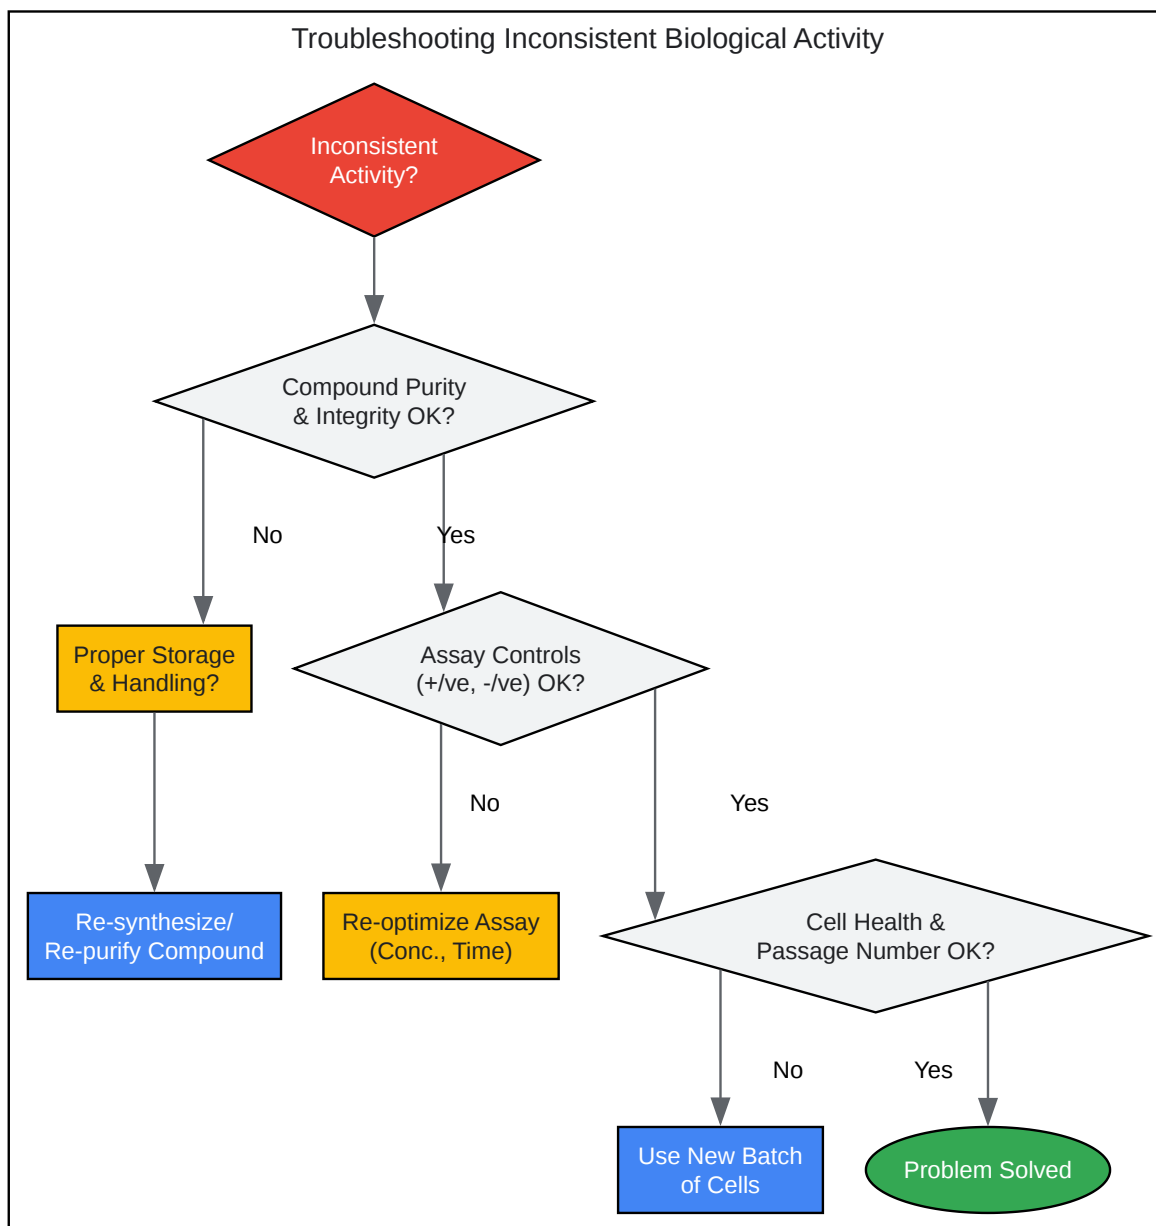 Troubleshooting Inconsistent Biological Activity
Inconsistent
Activity?
Compound Purity
& Integrity OK?
No
Yes
Proper Storage
& Handling?
Assay Controls
(+/ve, -/ve) OK?
No
Yes
Re-synthesize/
Re-purify Compound
Re-optimize Assay
(Conc., Time)
Cell Health &
Passage Number OK?
No
Yes
Use New Batch
of Cells
Problem Solved